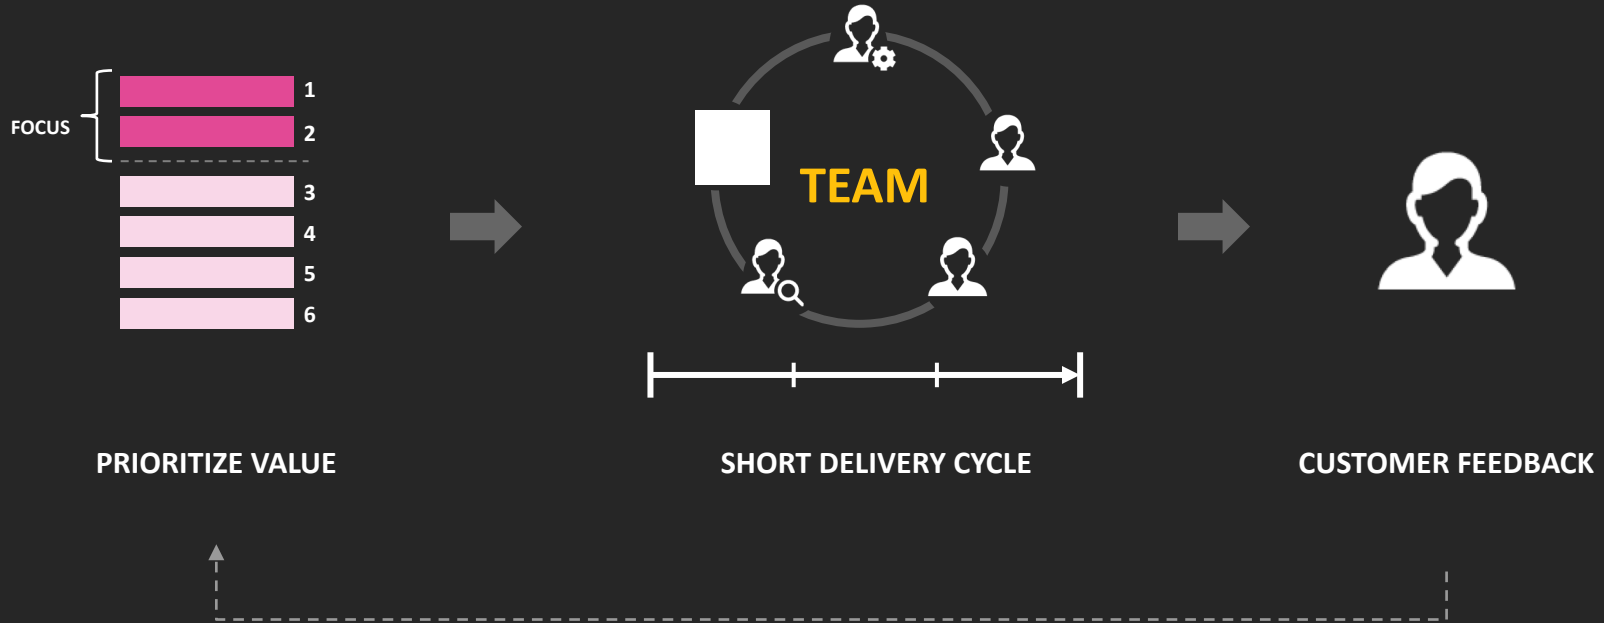 FOCUS
1
2
3
4
5
6
TEAM
PRIORITIZE VALUE
SHORT DELIVERY CYCLE
CUSTOMER FEEDBACK